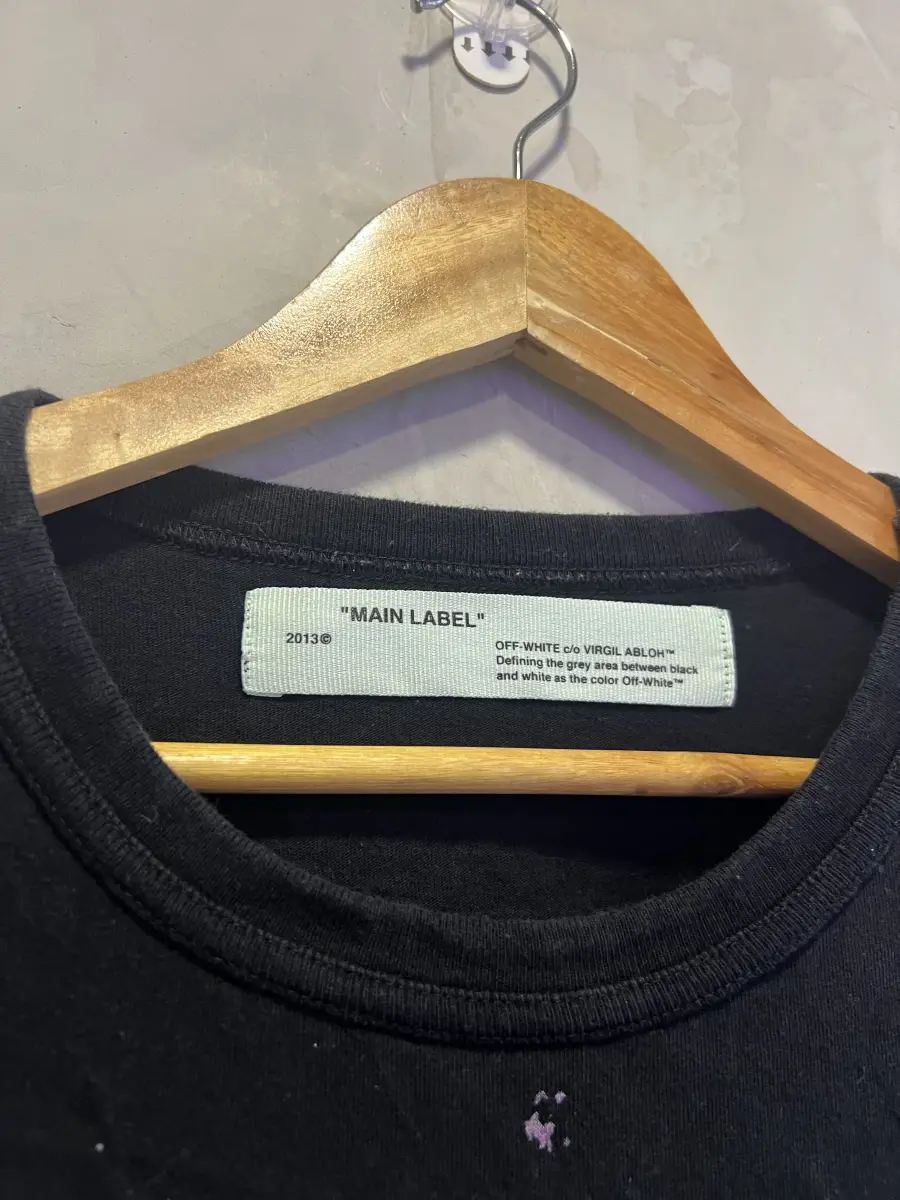 "MAIN LABEL"
2013©
OFF-WHITE c/o VIRGIL ABLOH™
Defining the grey area between black
and white as the color Off-White™